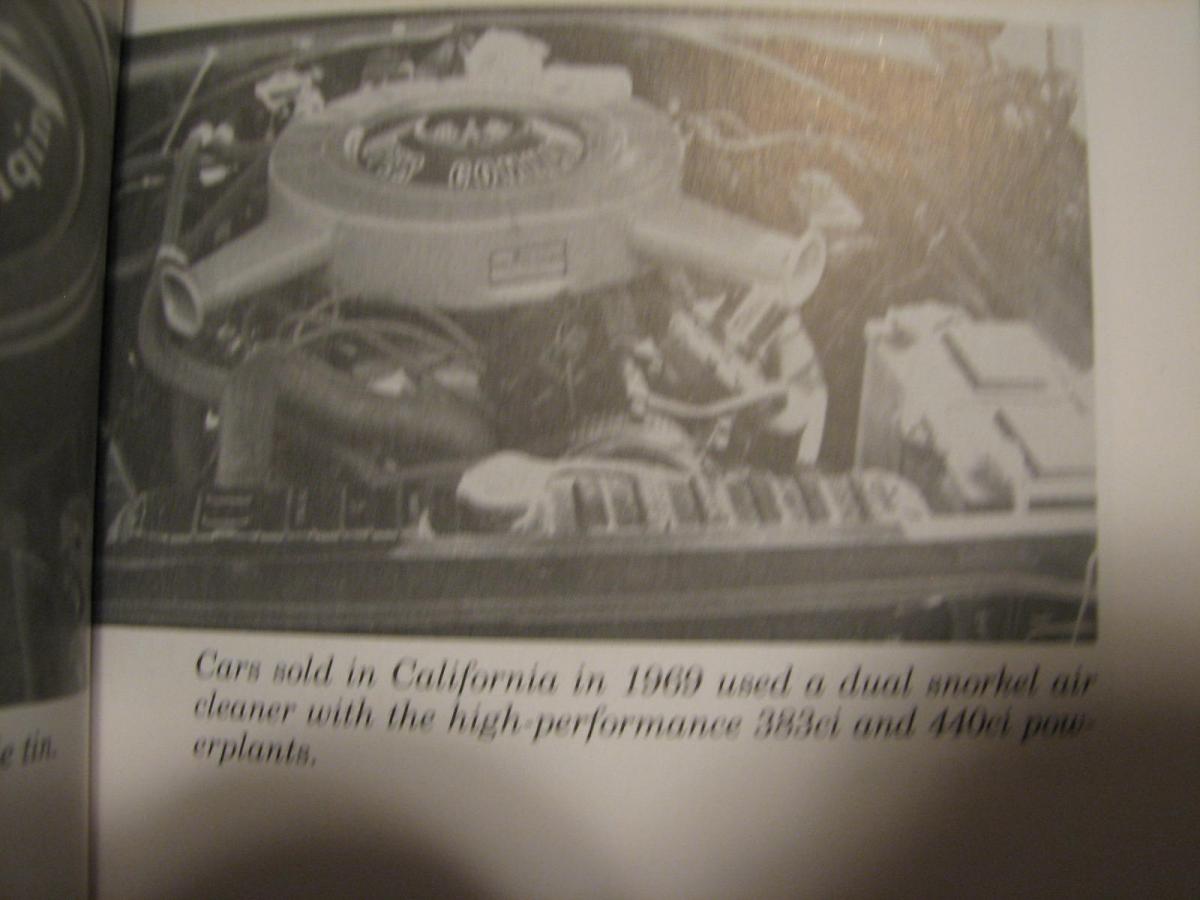 Cars sold in California in 1969 used a dual snorkel air
cleaner with the high-performance 383ci and 440ci pow-
erplants.
e tin.